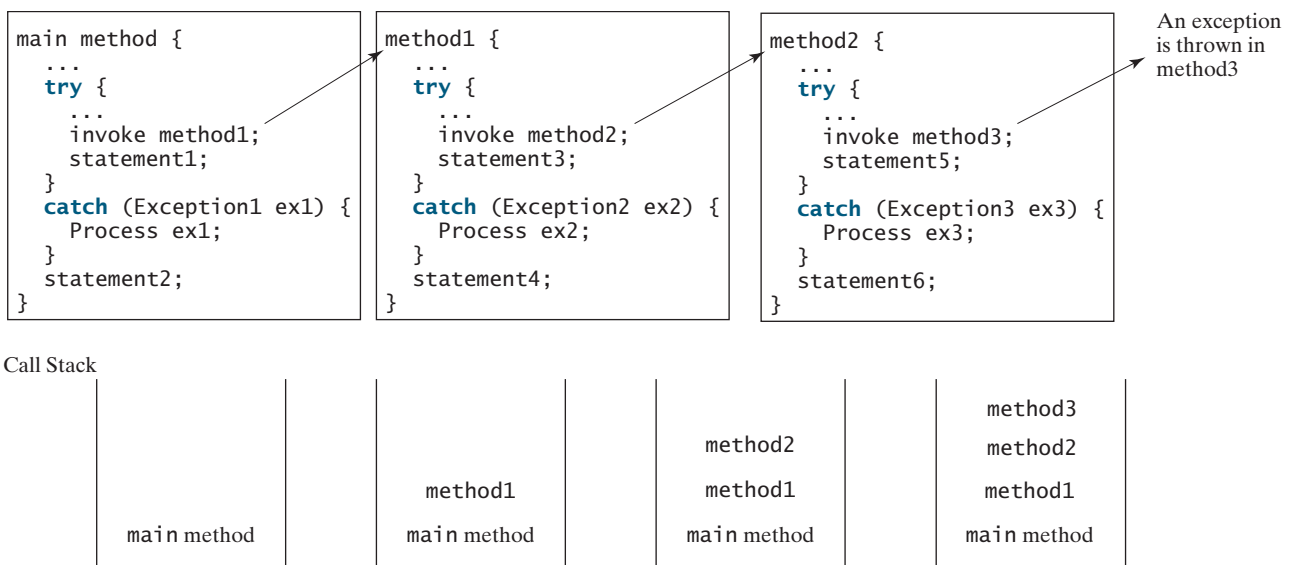 main method {
  ...
  try {
    ...
    invoke method1;
    statement1;
  }
  catch (Exception1 ex1) {
    Process ex1;
  }
  statement2;
}
method1 {
  ...
  try {
    ...
    invoke method2;
    statement3;
  }
  catch (Exception2 ex2) {
    Process ex2;
  }
  statement4;
}
method2 {
  ...
  try {
    ...
    invoke method3;
    statement5;
  }
  catch (Exception3 ex3) {
    Process ex3;
  }
  statement6;
}
An exception
is thrown in
method3
Call Stack
main method
method1
main method
method2
method1
main method
method3
method2
method1
main method